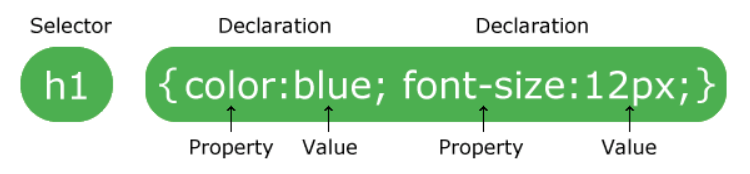 Selector Declaration Declaration
h1 {color:blue; font-size:12px;}
Property Value Property Value